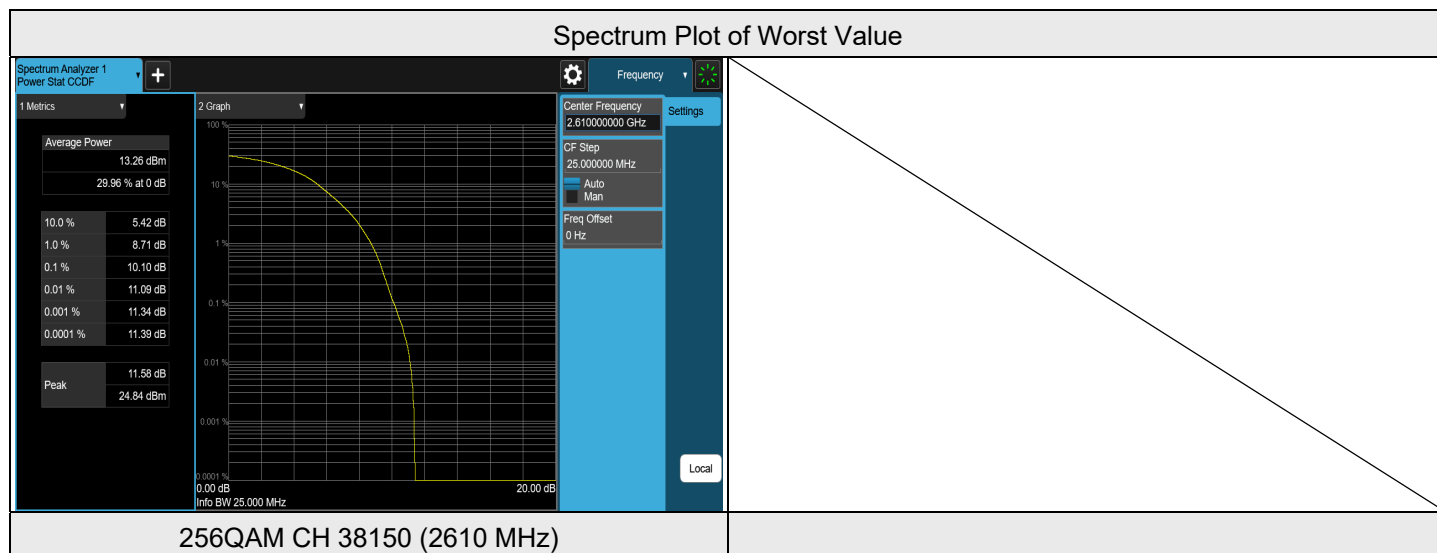 Spectrum Plot of Worst Value
Spectrum Analyzer 1
Power Stat CCDF
+
Frequency
1 Metrics
2 Graph
Average Power
13.26 dBm
29.96 % at 0 dB
10.0 % 5.42 dB
1.0 % 8.71 dB
0.1 % 10.10 dB
0.01 % 11.09 dB
0.001 % 11.34 dB
0.0001 % 11.39 dB
Peak
11.58 dB
24.84 dBm
100 %
10 %
1 %
0.1 %
0.01 %
0.001 %
0.0001 %
0.00 dB 20.00 dB
Info BW 25.000 MHz
Center Frequency
2.610000000 GHz
CF Step
25.000000 MHz
Auto
Man
Freq Offset
0 Hz
Settings
Local
256QAM CH 38150 (2610 MHz)